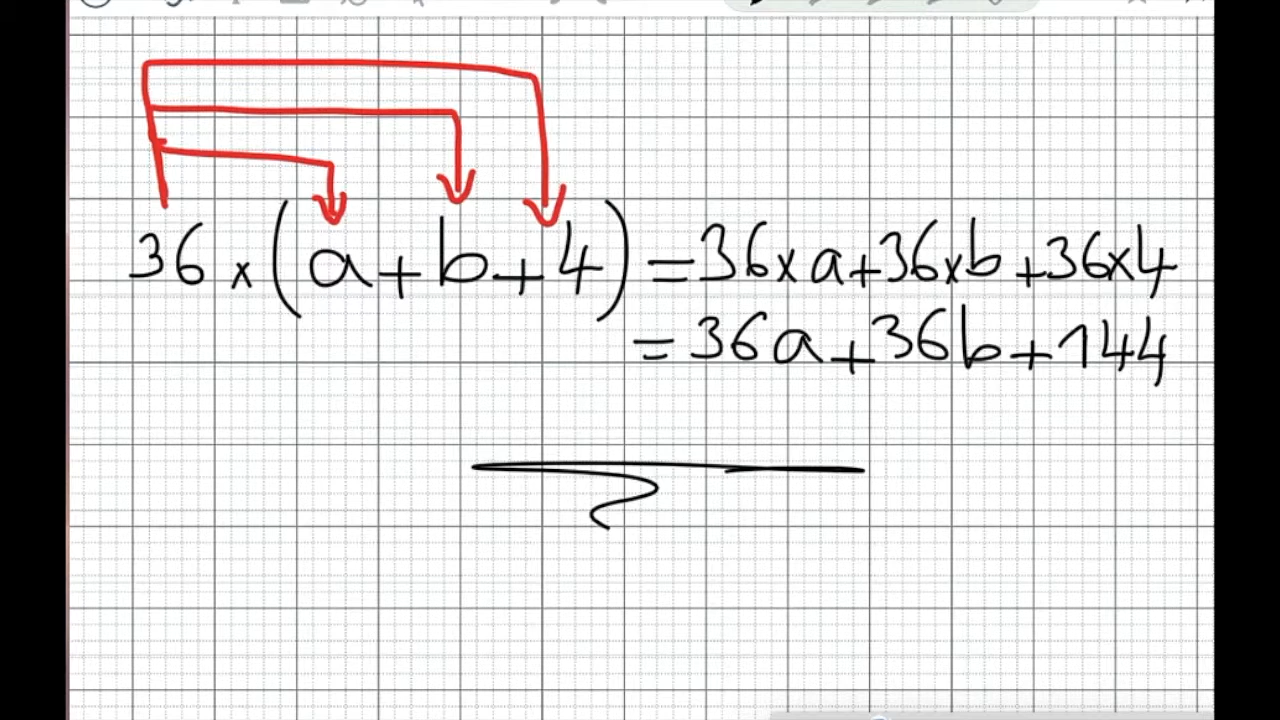 36 × (a + b + 4) = 36 × a + 36 × b + 36 × 4
= 36a + 36b + 144